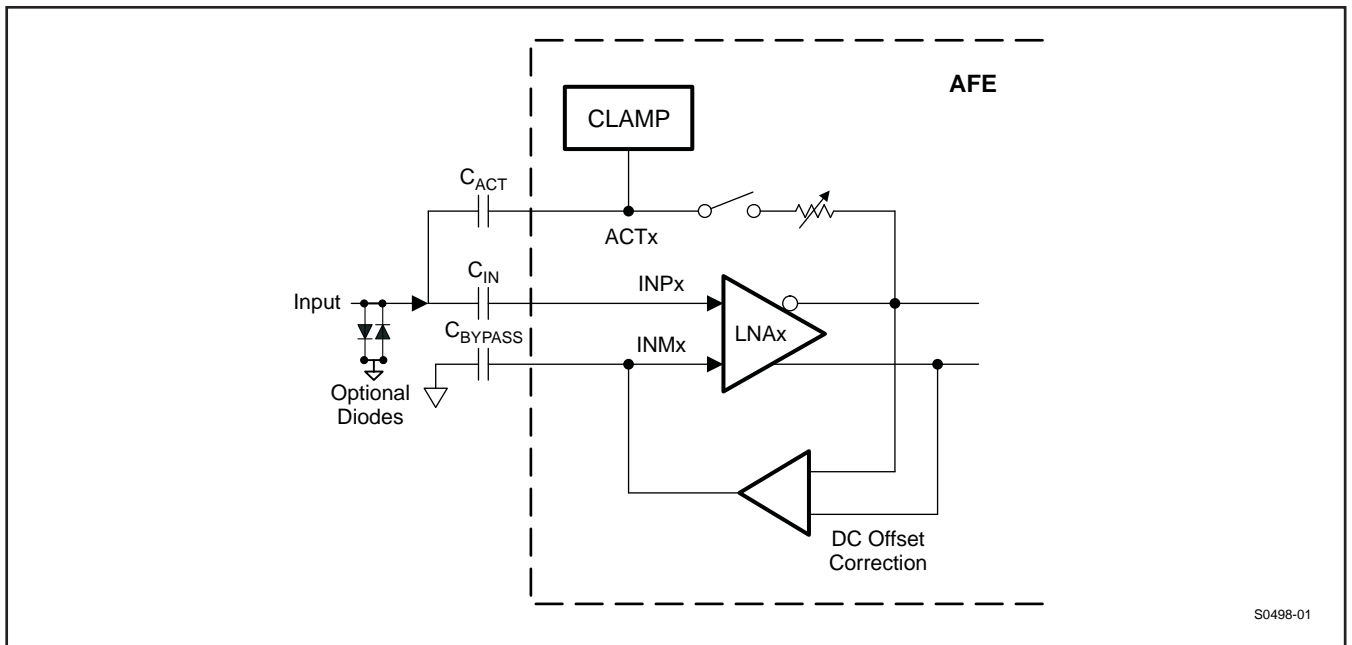 AFE
CLAMP
C_ACT
ACTx
C_IN
INPx
Input
LNAx
C_BYPASS
INMx
Optional
Diodes
DC Offset
Correction
S0498-01